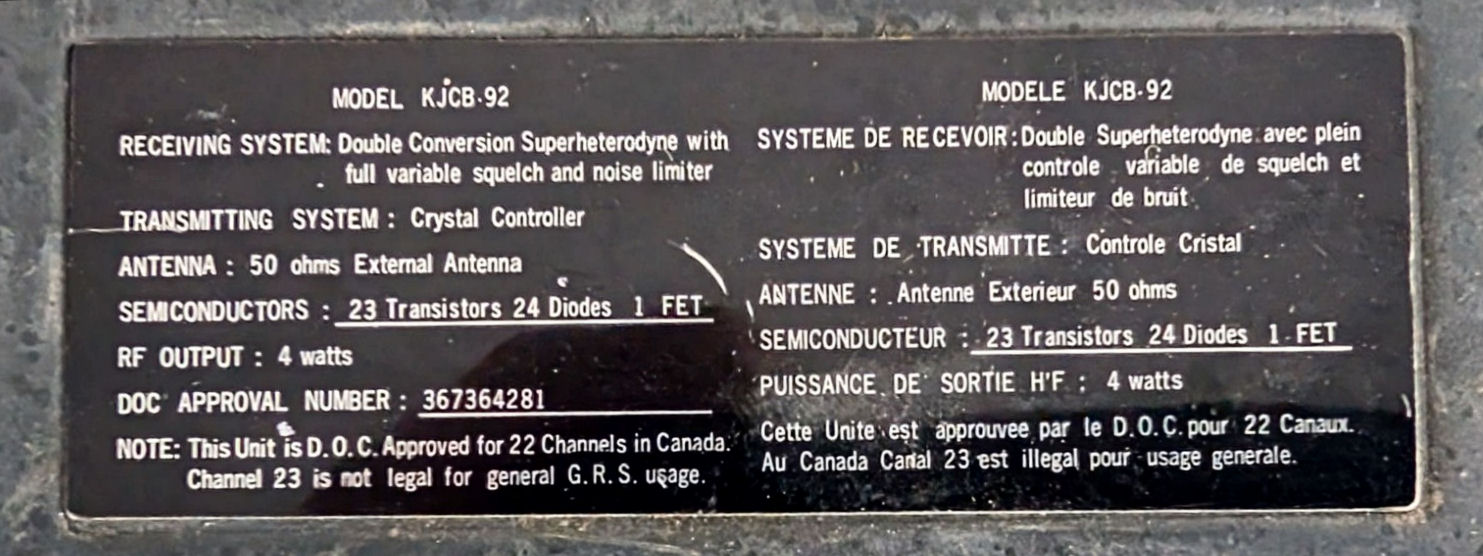 MODEL KJCB-92
RECEIVING SYSTEM: Double Conversion Superheterodyne with
full variable squelch and noise limiter
TRANSMITTING SYSTEM : Crystal Controller
ANTENNA : 50 ohms External Antenna
SEMICONDUCTORS : 23 Transistors 24 Diodes 1 FET
RF OUTPUT : 4 watts
DOC APPROVAL NUMBER : 367364281
NOTE: This Unit is D.O.C. Approved for 22 Channels in Canada.
Channel 23 is not legal for general G.R.S. usage.
MODELE KJCB-92
SYSTEME DE RECEVOIR : Double Superheterodyne avec plein
controle variable de squelch et
limiteur de bruit
SYSTEME DE TRANSMITTE : Controle Cristal
ANTENNE : Antenne Exterieur 50 ohms
SEMICONDUCTEUR : 23 Transistors 24 Diodes 1 FET
PUISSANCE DE SORTIE H'F : 4 watts
Cette Unite est approuvee par le D.O.C. pour 22 Canaux.
Au Canada Canal 23 est illegal pour usage generale.